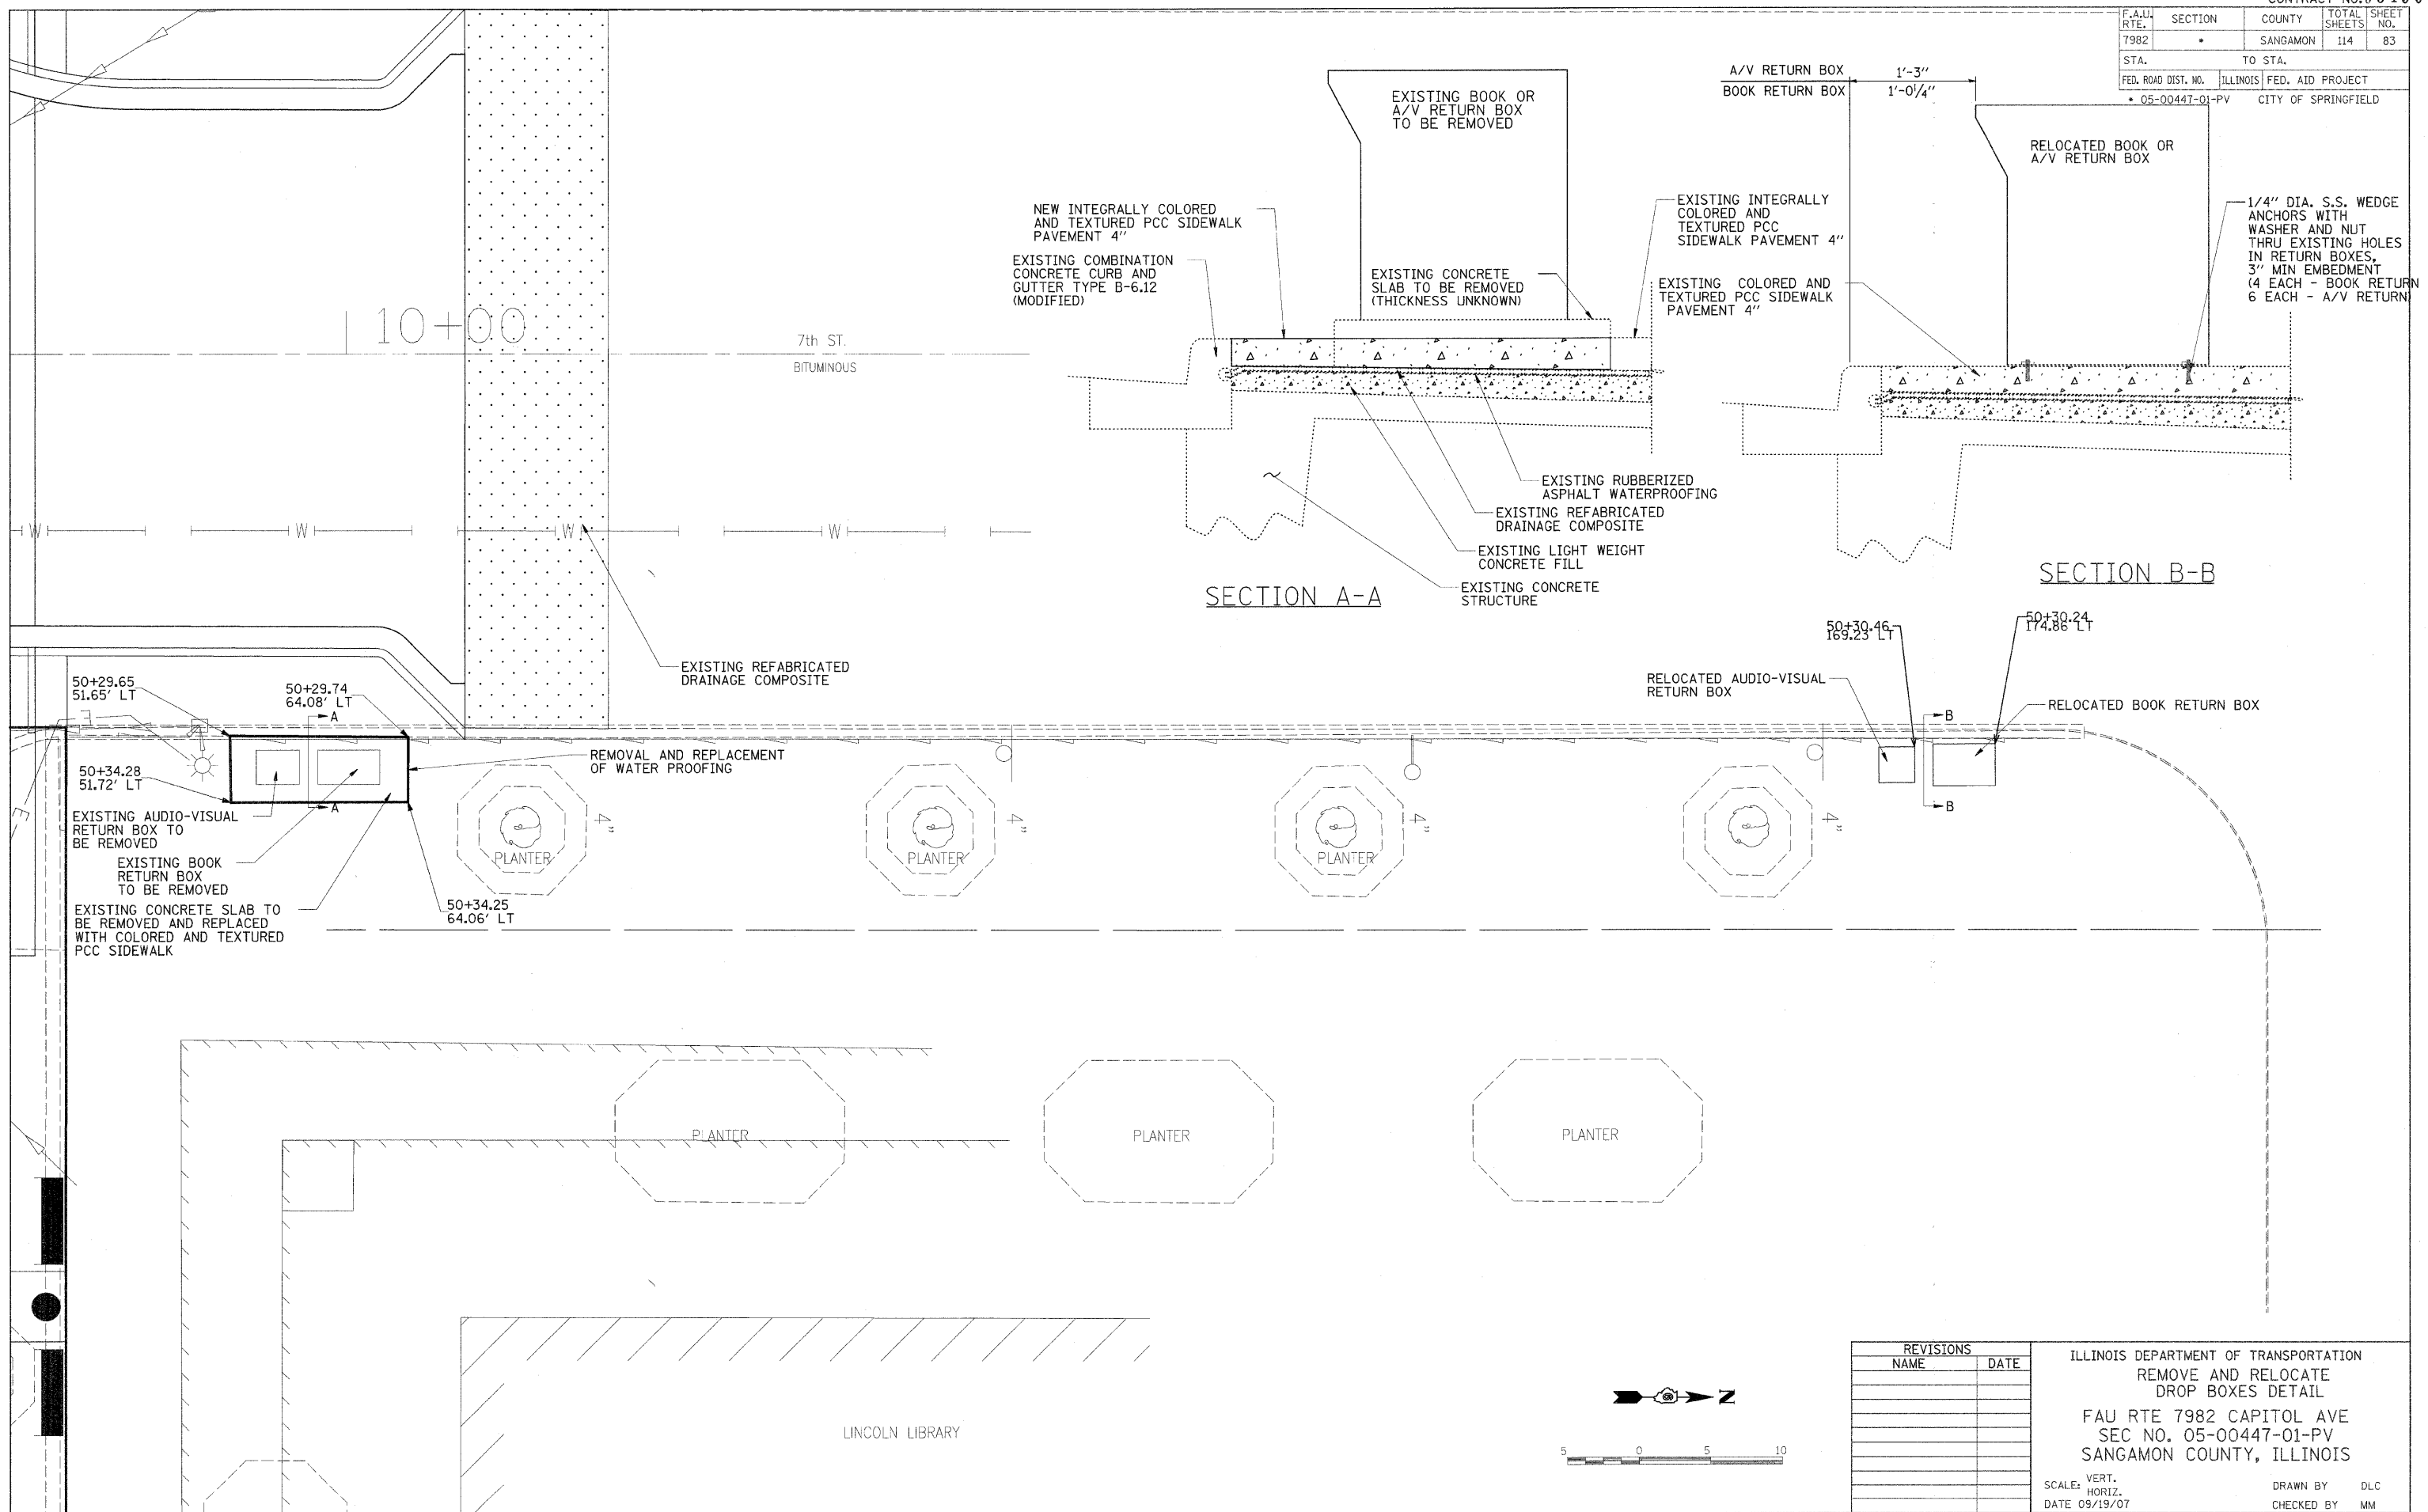 CONTRACT NO.
F.A.U. RTE. SECTION COUNTY TOTAL SHEETS SHEET NO.
7982 * SANGAMON 114 83
STA. TO STA.
FED. ROAD DIST. NO. ILLINOIS FED. AID PROJECT
* 05-00447-01-PV CITY OF SPRINGFIELD
A/V RETURN BOX 1'-3"
BOOK RETURN BOX 1'-0 1/4"
EXISTING BOOK OR
A/V RETURN BOX
TO BE REMOVED
RELOCATED BOOK OR
A/V RETURN BOX
NEW INTEGRALLY COLORED
AND TEXTURED PCC SIDEWALK
PAVEMENT 4"
EXISTING COMBINATION
CONCRETE CURB AND
GUTTER TYPE B-6.12
(MODIFIED)
EXISTING CONCRETE
SLAB TO BE REMOVED
(THICKNESS UNKNOWN)
EXISTING INTEGRALLY
COLORED AND
TEXTURED PCC
SIDEWALK PAVEMENT 4"
EXISTING COLORED AND
TEXTURED PCC SIDEWALK
PAVEMENT 4"
1/4" DIA. S.S. WEDGE
ANCHORS WITH
WASHER AND NUT
THRU EXISTING HOLES
IN RETURN BOXES,
3" MIN EMBEDMENT
(4 EACH - BOOK RETURN
6 EACH - A/V RETURN)
10+00
7th ST.
BITUMINOUS
EXISTING RUBBERIZED
ASPHALT WATERPROOFING
EXISTING REFABRICATED
DRAINAGE COMPOSITE
EXISTING LIGHT WEIGHT
CONCRETE FILL
EXISTING CONCRETE
STRUCTURE
SECTION A-A
SECTION B-B
W W W W
EXISTING REFABRICATED
DRAINAGE COMPOSITE
50+29.65
51.65' LT
50+29.74
64.08' LT
A
50+34.28
51.72' LT
A
REMOVAL AND REPLACEMENT
OF WATER PROOFING
EXISTING AUDIO-VISUAL
RETURN BOX TO
BE REMOVED
EXISTING BOOK
RETURN BOX
TO BE REMOVED
EXISTING CONCRETE SLAB TO
BE REMOVED AND REPLACED
WITH COLORED AND TEXTURED
PCC SIDEWALK
50+34.25
64.06' LT
E
E
50+30.46
169.23 LT
50+30.24
174.86 LT
RELOCATED AUDIO-VISUAL
RETURN BOX
RELOCATED BOOK RETURN BOX
B
B
4" 4" 4" 4"
PLANTER PLANTER PLANTER
PLANTER PLANTER PLANTER
LINCOLN LIBRARY
N
5 0 5 10
REVISIONS
NAME DATE
ILLINOIS DEPARTMENT OF TRANSPORTATION
REMOVE AND RELOCATE
DROP BOXES DETAIL
FAU RTE 7982 CAPITOL AVE
SEC NO. 05-00447-01-PV
SANGAMON COUNTY, ILLINOIS
SCALE: VERT.
HORIZ.
DRAWN BY DLC
DATE 09/19/07
CHECKED BY MM